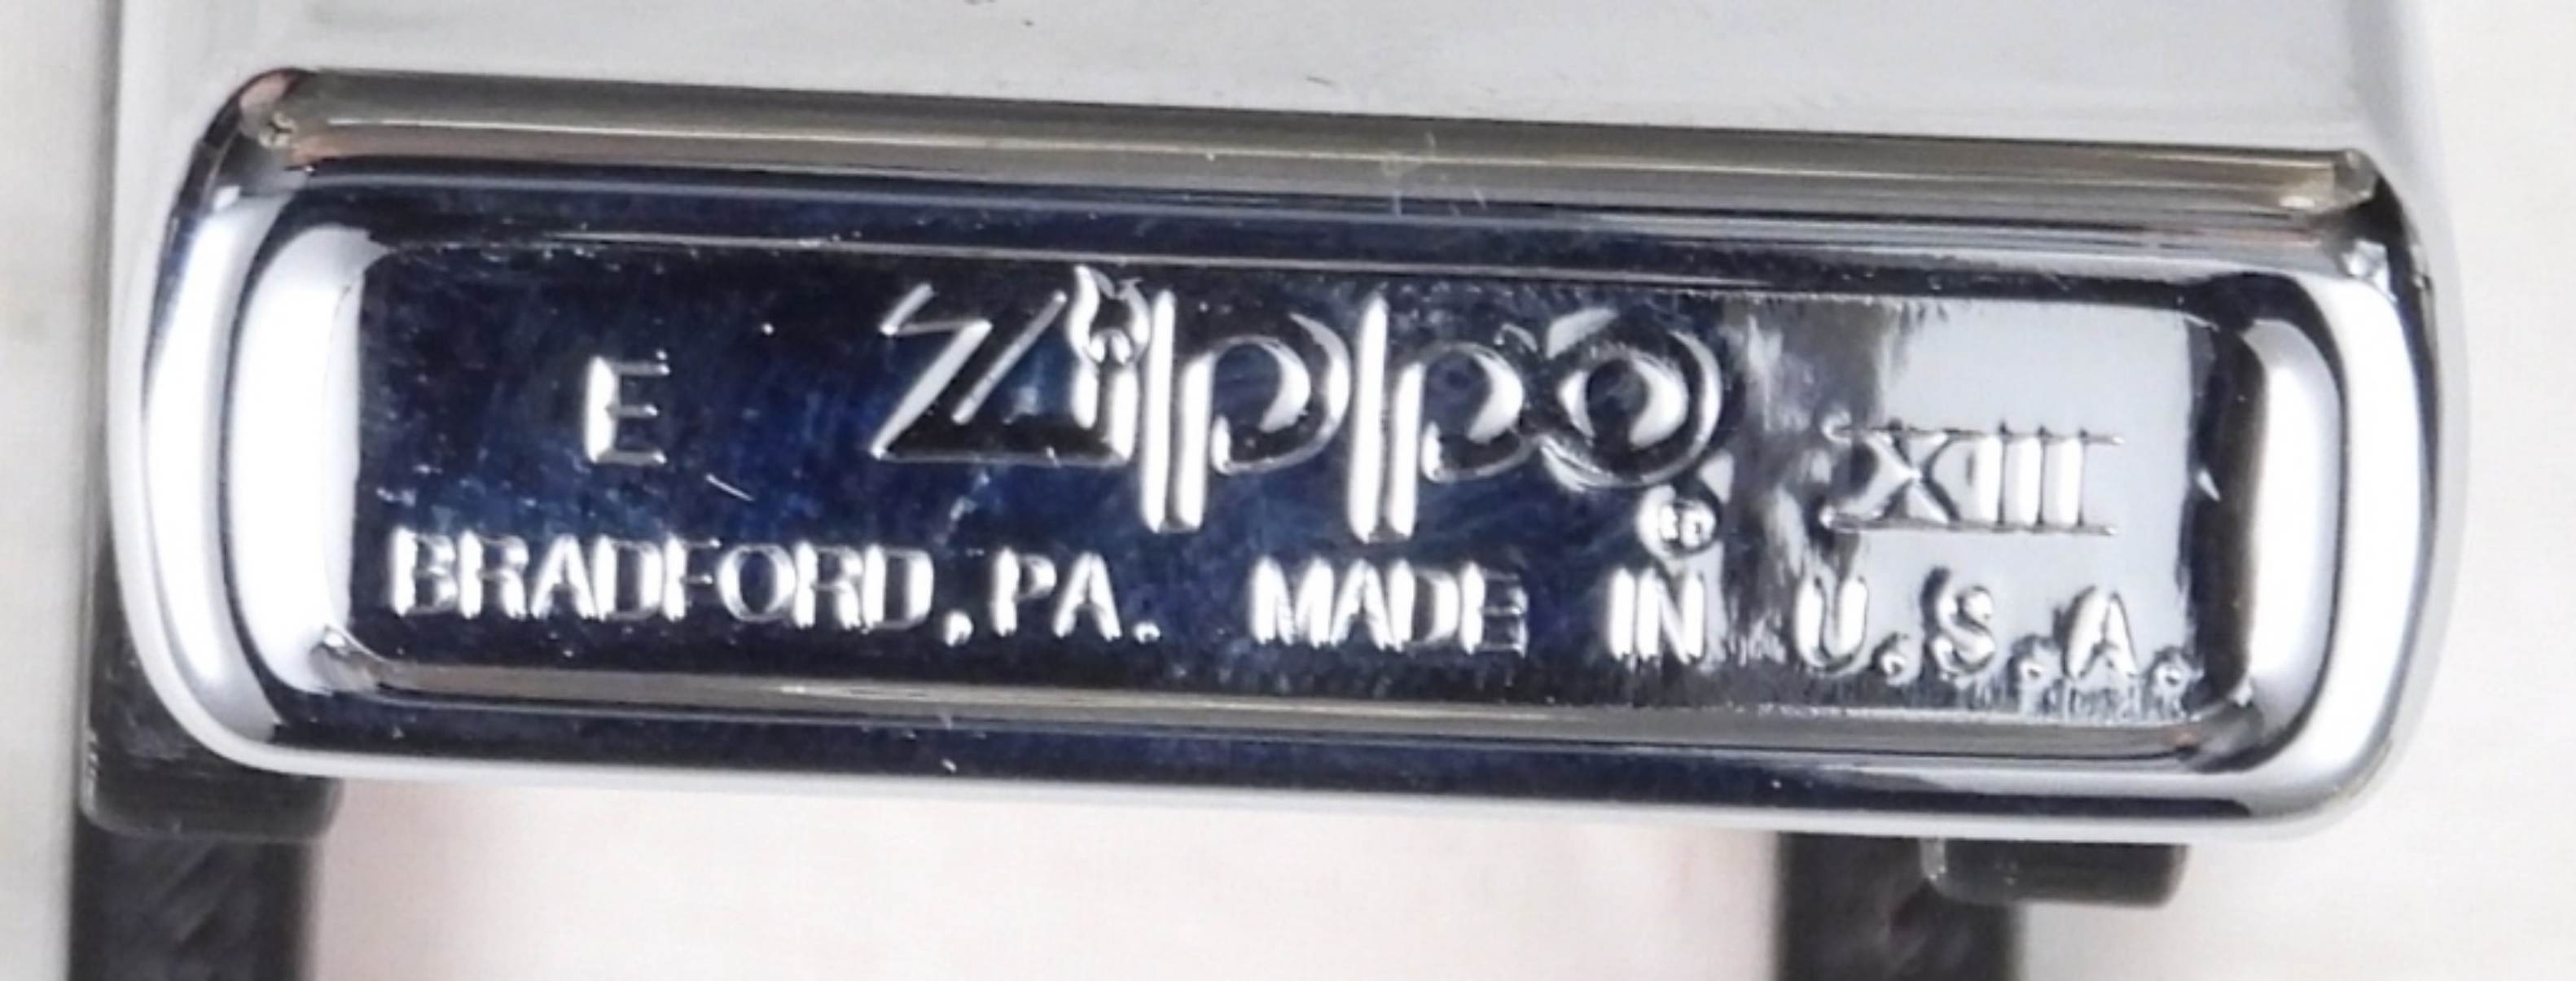 E Zippo ® XIII
BRADFORD, PA. MADE IN U.S.A.